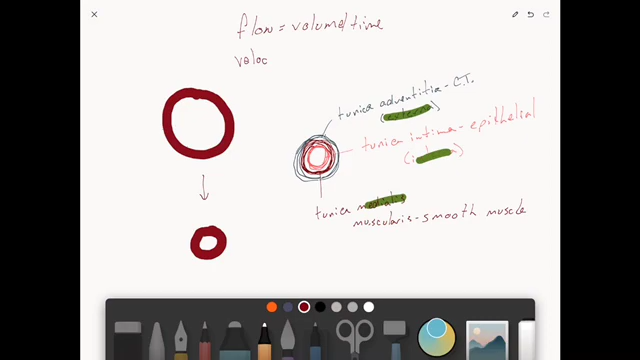 flow = volume/time
veloc
tunica adventitia - C.T.
tunica intima - epithelial
tunica
muscularis - smooth muscle